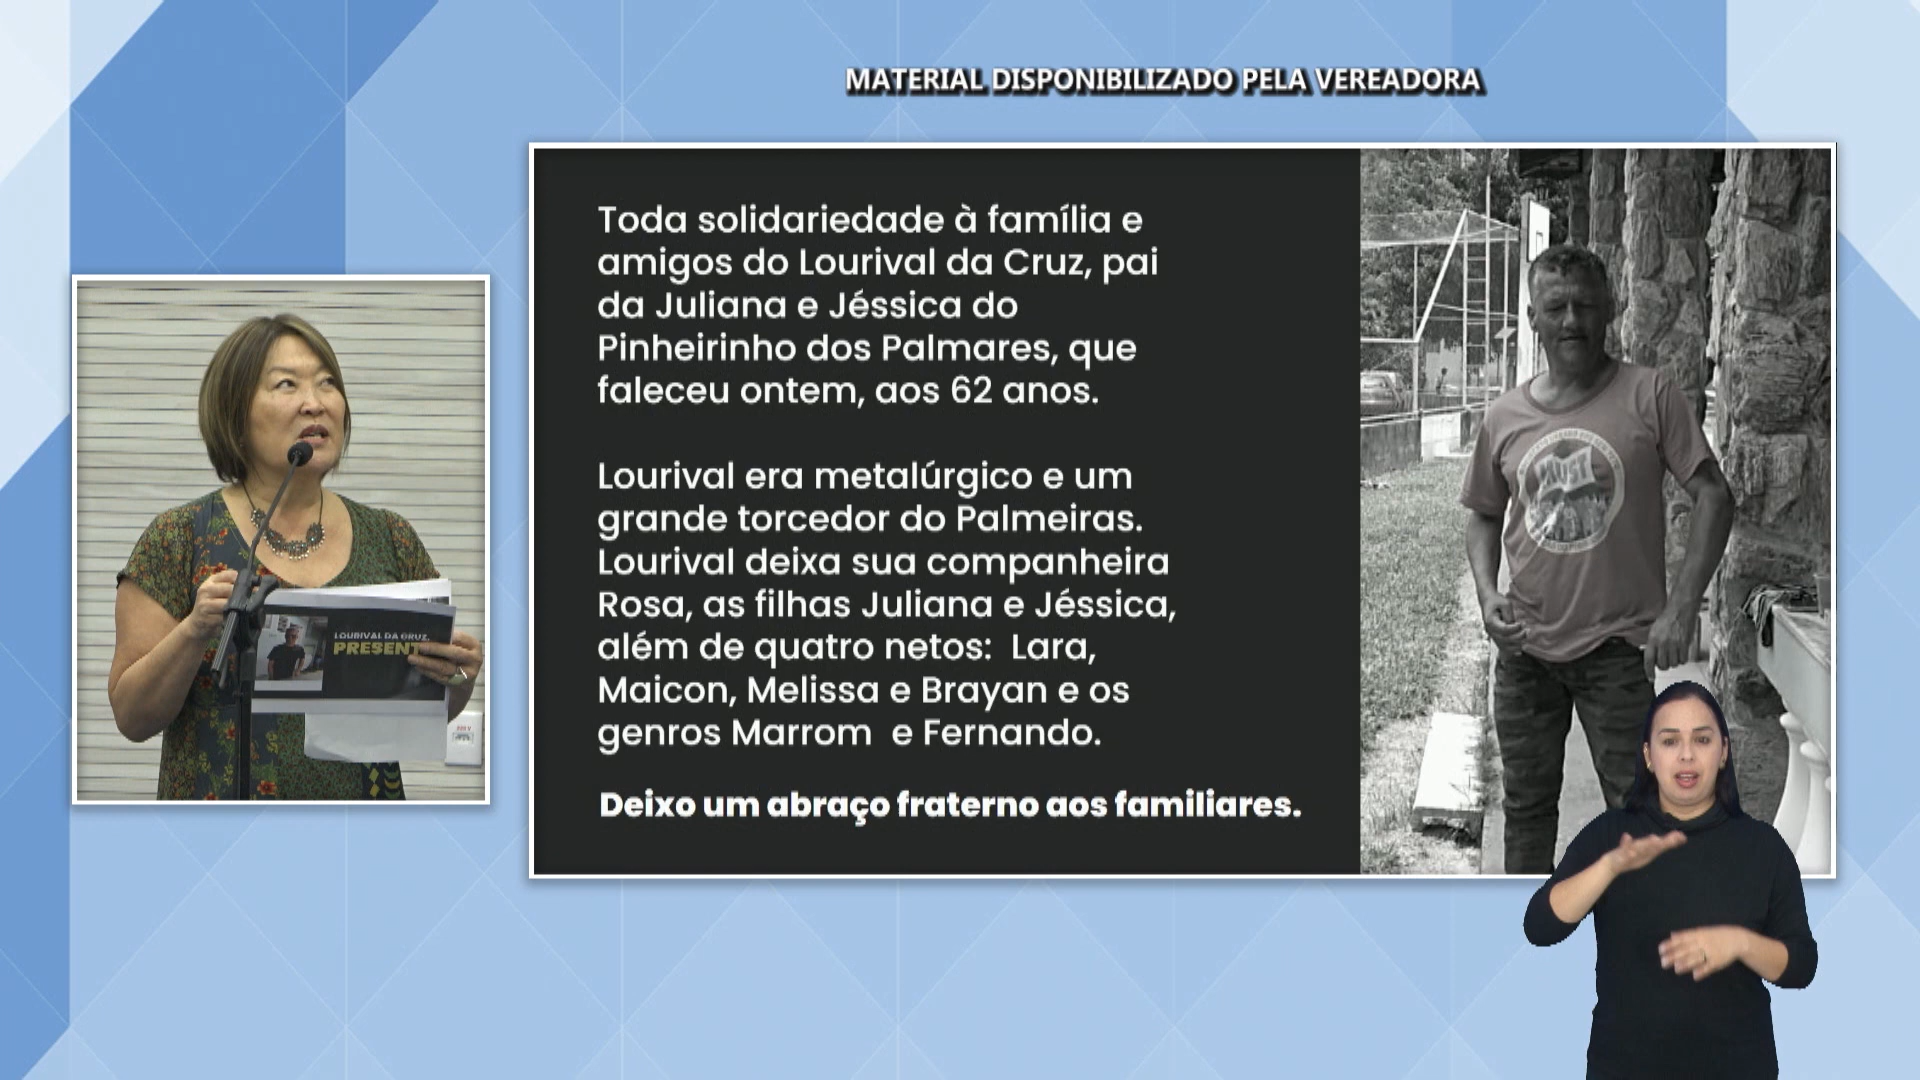 MATERIAL DISPONIBILIZADO PELA VEREADORA
Toda solidariedade à família e
amigos do Lourival da Cruz, pai
da Juliana e Jéssica do
Pinheirinho dos Palmares, que
faleceu ontem, aos 62 anos.
Lourival era metalúrgico e um
grande torcedor do Palmeiras.
Lourival deixa sua companheira
Rosa, as filhas Juliana e Jéssica,
além de quatro netos:  Lara,
Maicon, Melissa e Brayan e os
genros Marrom  e Fernando.
Deixo um abraço fraterno aos familiares.
MUST
LOURIVAL DA CRUZ,
PRESENT